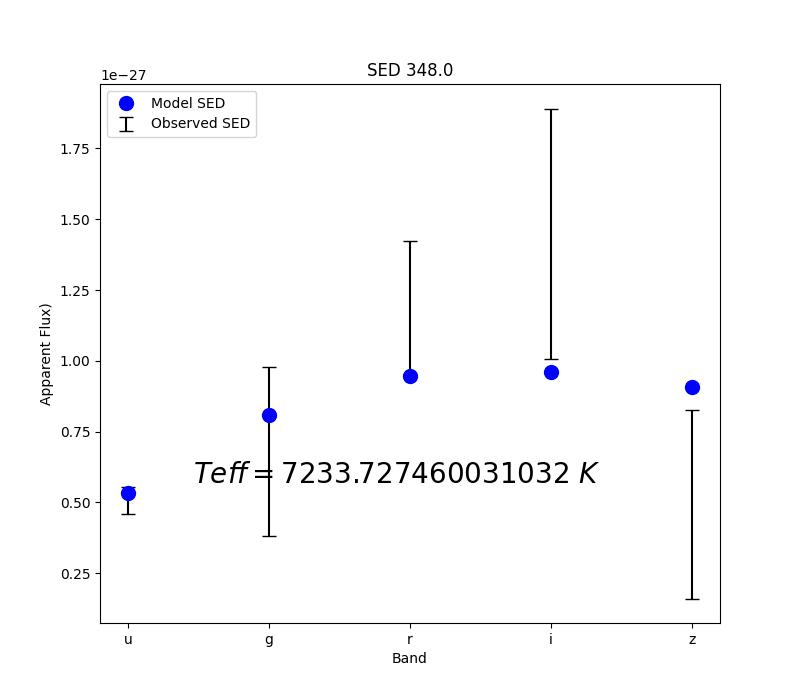 SED 348.0
1e−27
Model SED
Observed SED
1.75
1.50
1.25
1.00
0.75
0.50
0.25
Apparent Flux)
Teff = 7233.727460031032 K
u g r i z
Band